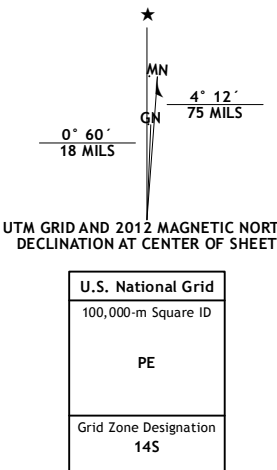 ★
MN
GN
4° 12´
75 MILS
0° 60´
18 MILS
UTM GRID AND 2012 MAGNETIC NORT
DECLINATION AT CENTER OF SHEET
U.S. National Grid
100,000-m Square ID
PE
Grid Zone Designation
14S